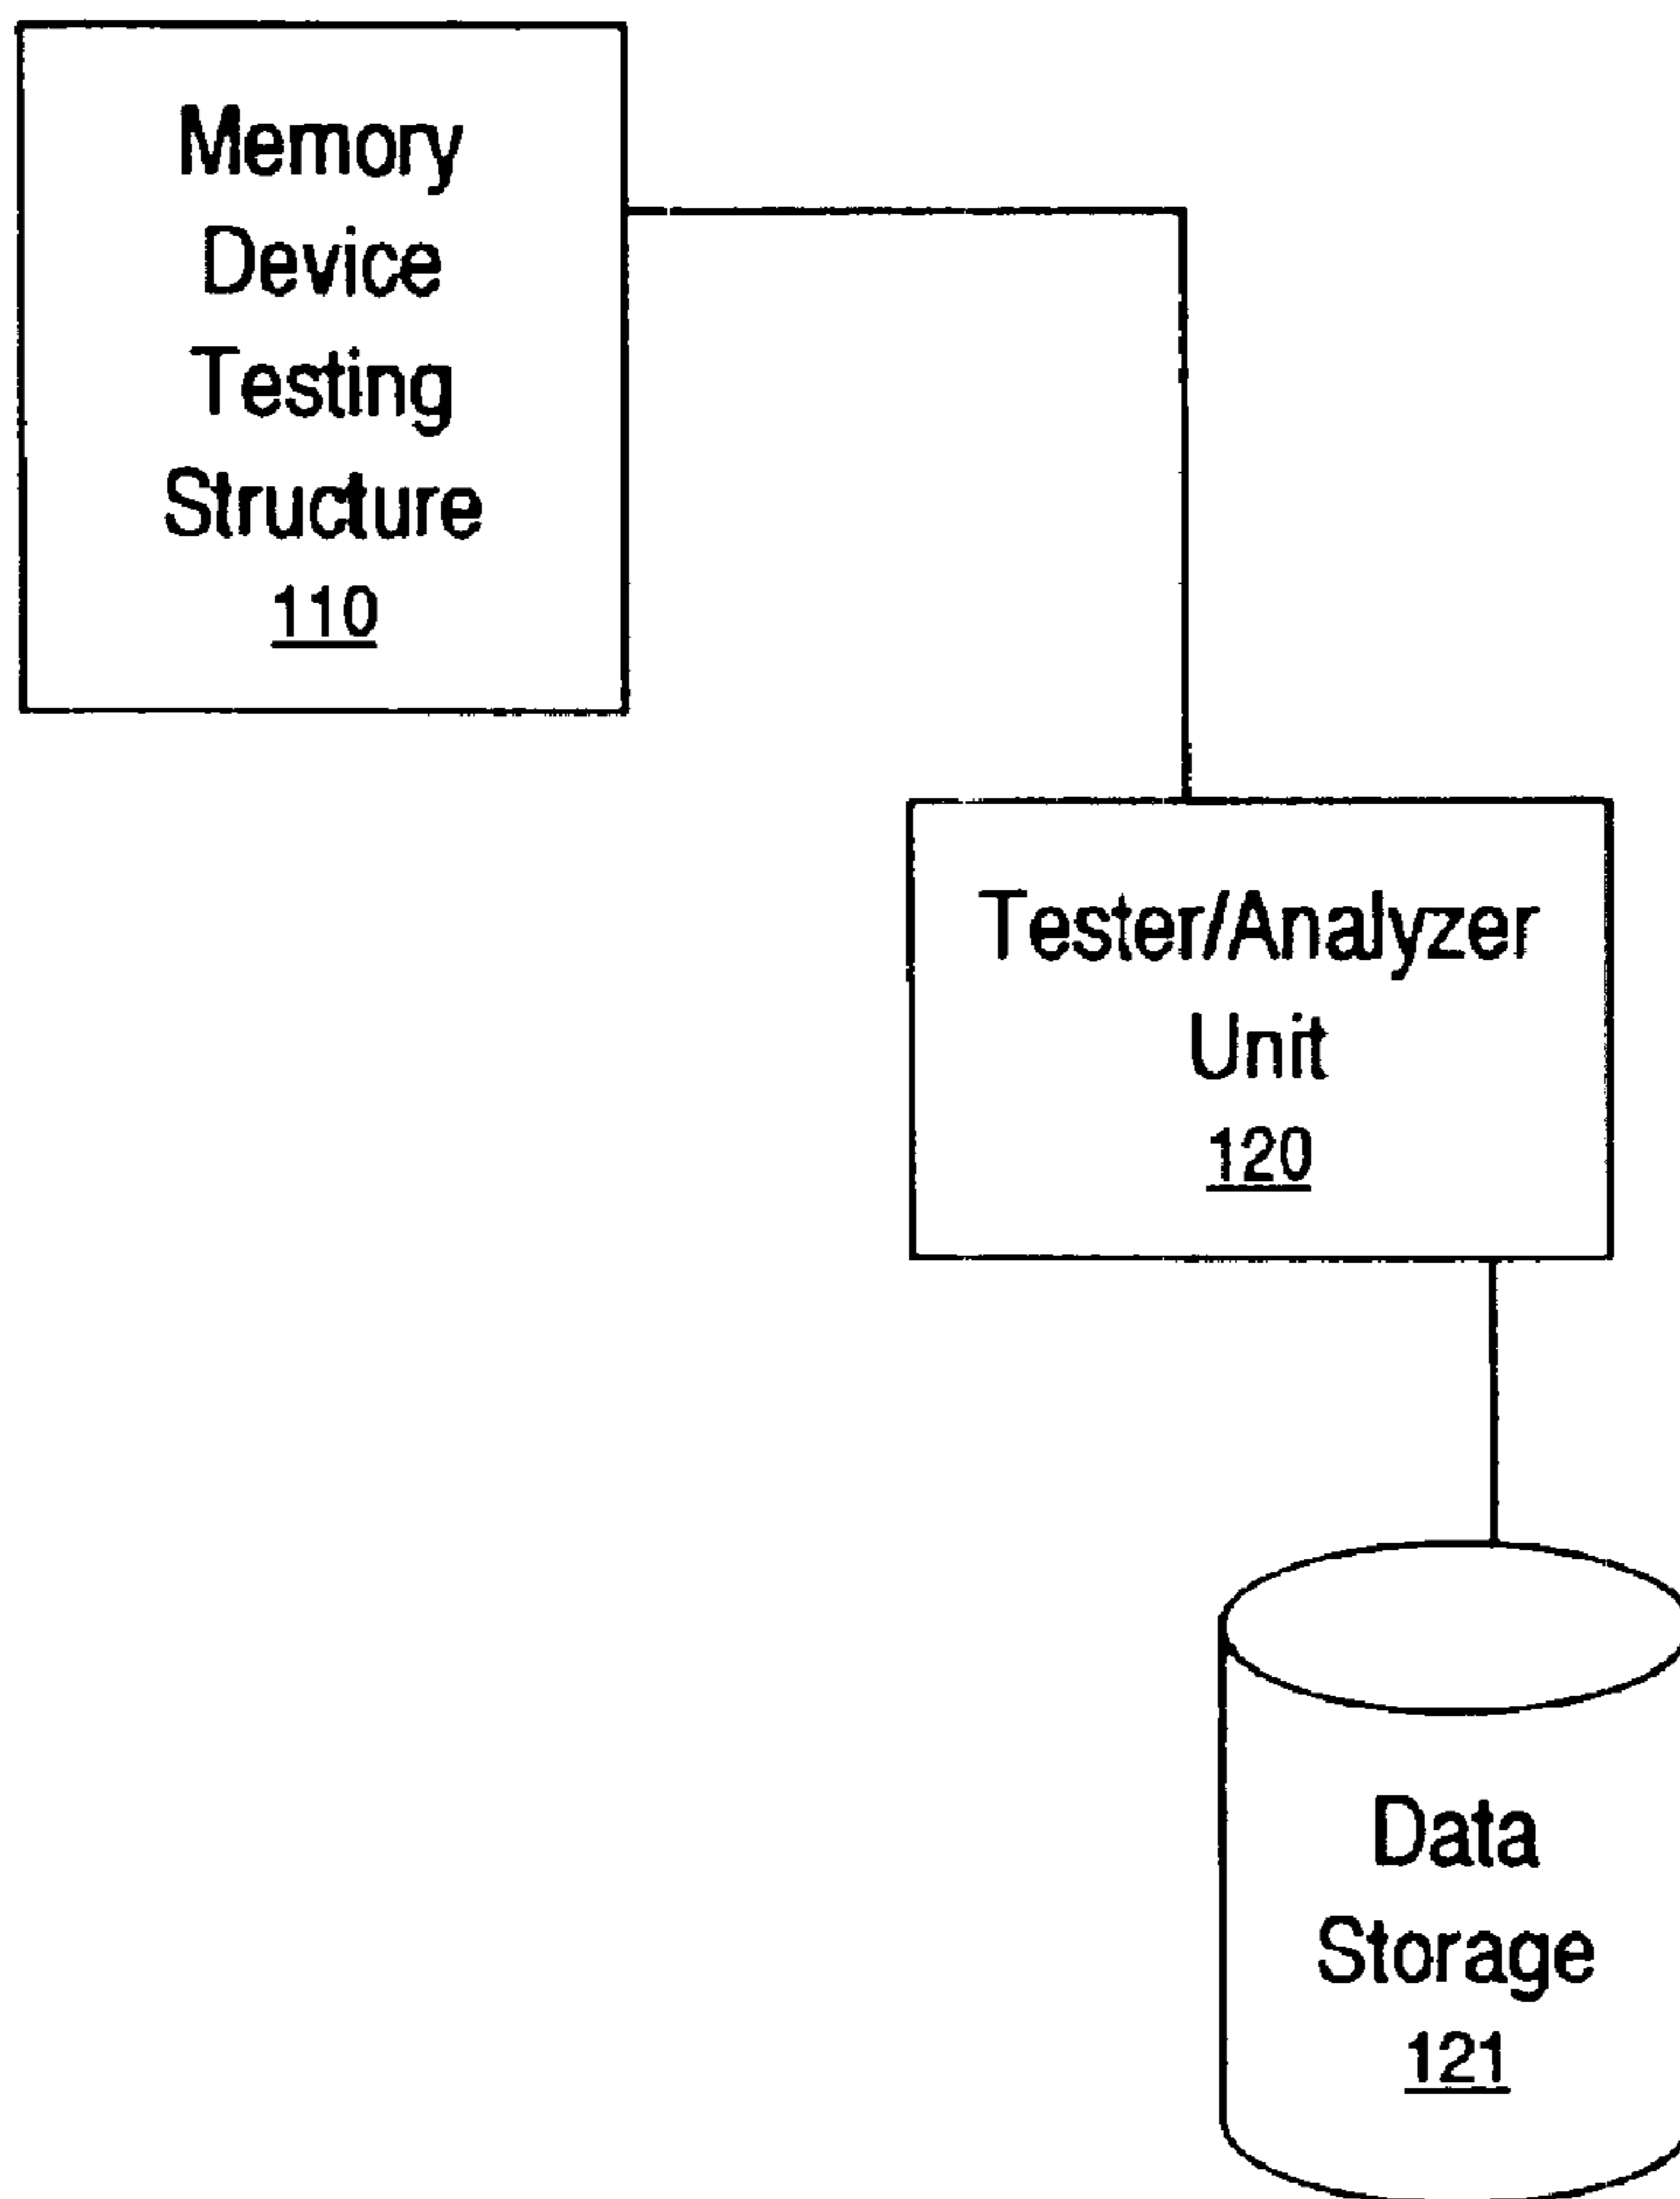 Memory
Device
Testing
Structure
110
Tester/Analyzer
Unit
120
Data
Storage
121